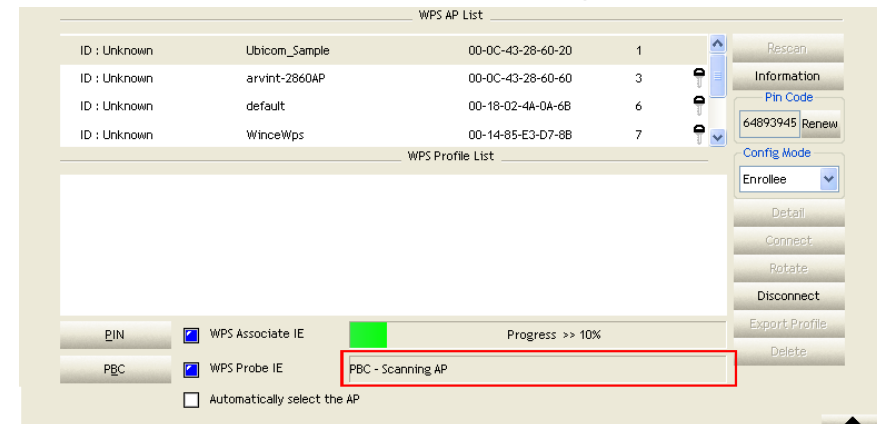 WPS AP List
ID : Unknown Ubicom_Sample 00-0C-43-28-60-20 1
ID : Unknown arvint-2860AP 00-0C-43-28-60-60 3
ID : Unknown default 00-18-02-4A-0A-6B 6
ID : Unknown WinceWps 00-14-85-E3-D7-8B 7
WPS Profile List
Rescan
Information
Pin Code
64893945 Renew
Config Mode
Enrollee
Detail
Connect
Rotate
Disconnect
Export Profile
Delete
PIN WPS Associate IE Progress >> 10%
PBC WPS Probe IE PBC - Scanning AP
Automatically select the AP